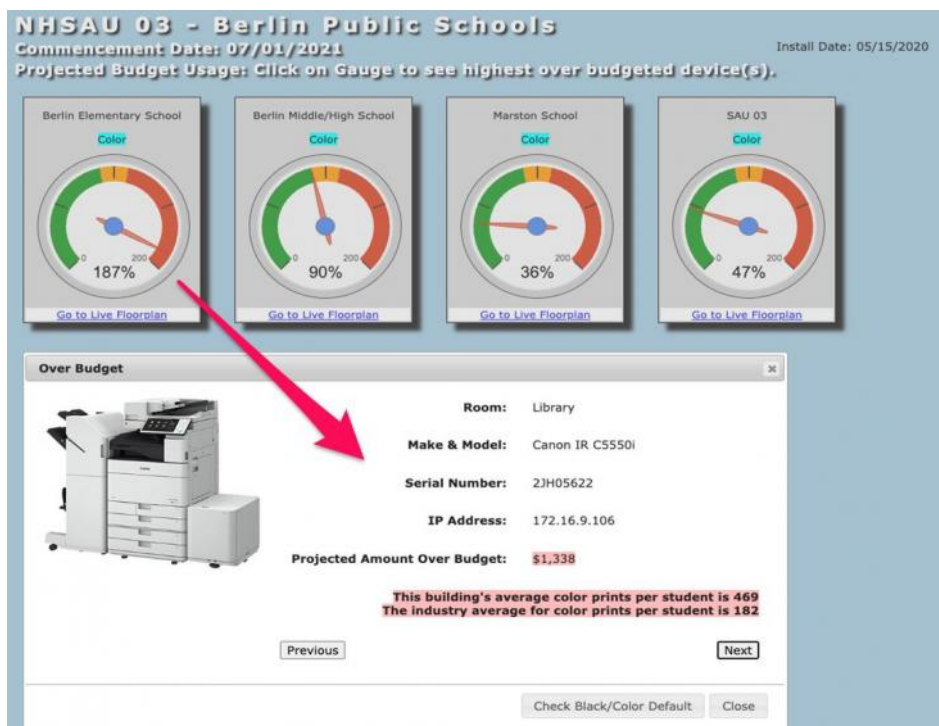 NHSAU 03 - Berlin Public Schools
Commencement Date: 07/01/2021
Install Date: 05/15/2020
Projected Budget Usage: Click on Gauge to see highest over budgeted device(s).
Berlin Elementary School
Color
0 200
187%
Go to Live Floorplan
Berlin Middle/High School
Color
0 200
90%
Go to Live Floorplan
Marston School
Color
0 200
36%
Go to Live Floorplan
SAU 03
Color
0 200
47%
Go to Live Floorplan
Over Budget
Room: Library
Make & Model: Canon IR C5550i
Serial Number: 2JH05622
IP Address: 172.16.9.106
Projected Amount Over Budget: $1,338
This building's average color prints per student is 469
The industry average for color prints per student is 182
Previous
Next
Check Black/Color Default
Close